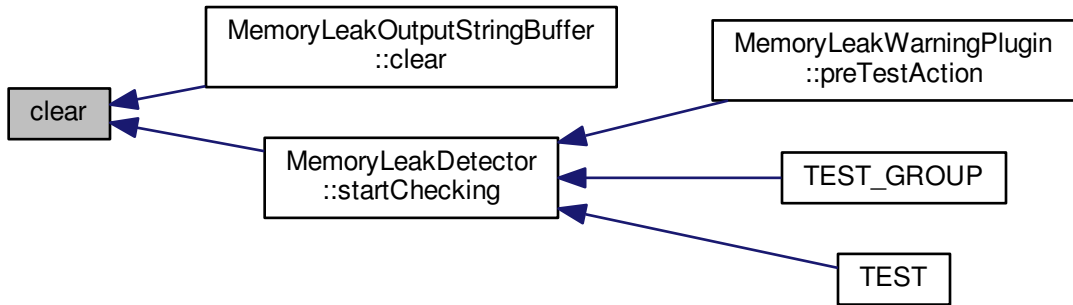 clear
MemoryLeakOutputStringBuffer
::clear
MemoryLeakDetector
::startChecking
MemoryLeakWarningPlugin
::preTestAction
TEST_GROUP
TEST